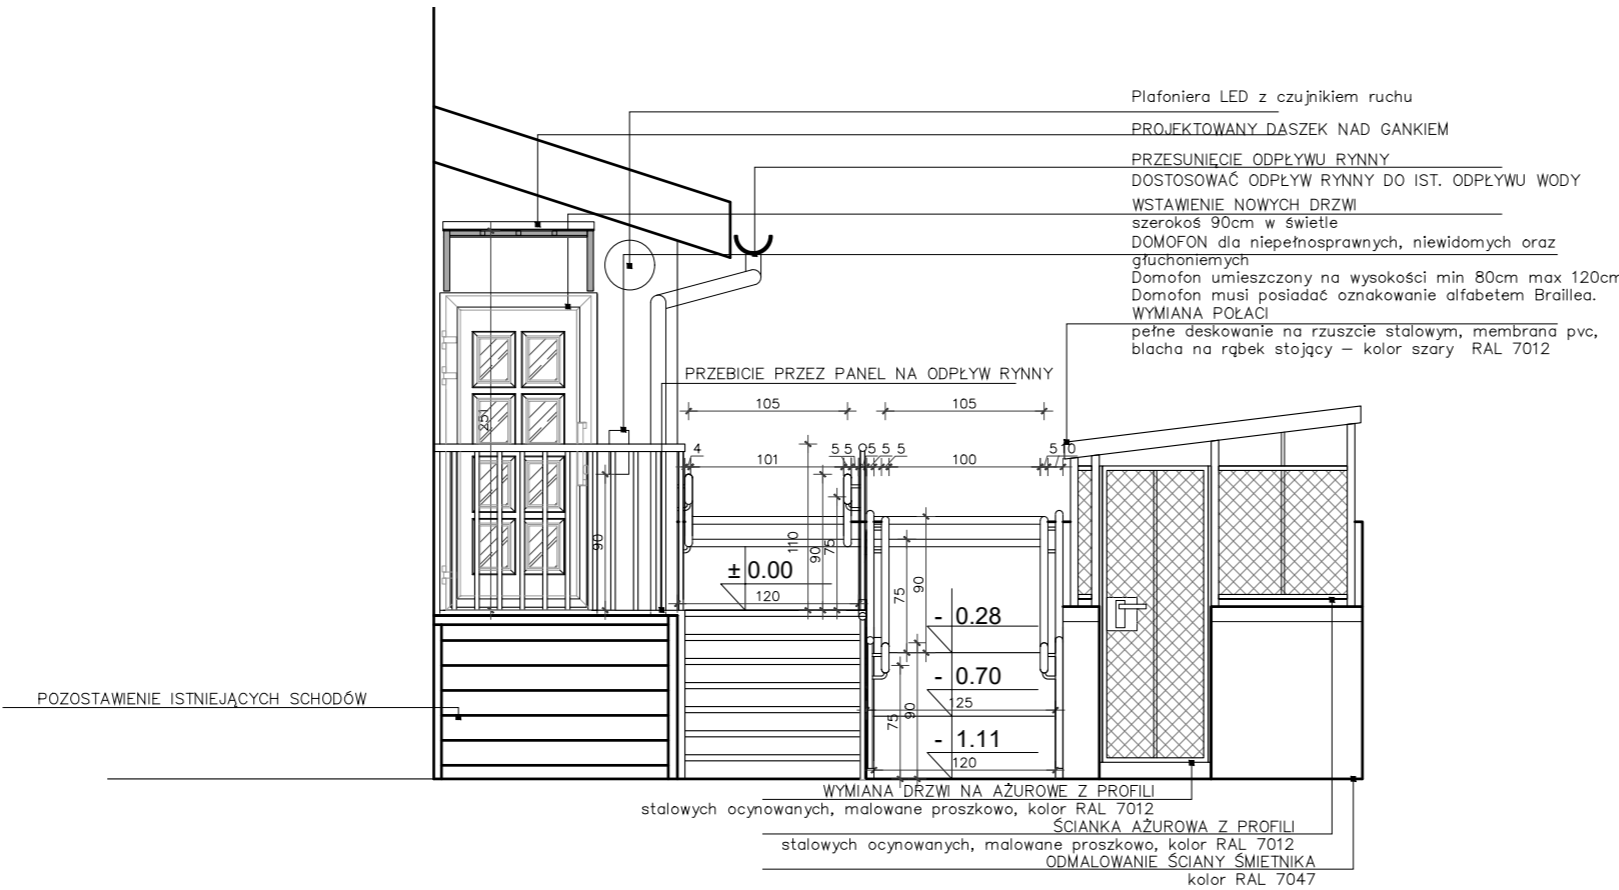 Plafoniera LED z czujnikiem ruchu
PROJEKTOWANY DASZEK NAD GANKIEM
PRZESUNIĘCIE ODPŁYWU RYNNY
DOSTOSOWAĆ ODPŁYW RYNNY DO IST. ODPŁYWU WODY
WSTAWIENIE NOWYCH DRZWI
szerokoś 90cm w świetle
DOMOFON dla niepełnosprawnych, niewidomych oraz
głuchoniemych
Domofon umieszczony na wysokości min 80cm max 120cm
Domofon musi posiadać oznakowanie alfabetem Braillea.
WYMIANA POŁACI
pełne deskowanie na rzuszcie stalowym, membrana pvc,
blacha na rąbek stojący – kolor szary RAL 7012
PRZEBICIE PRZEZ PANEL NA ODPŁYW RYNNY
105 105
251
4 101 5 5 5 5 5 100 5 10
110
90
75
90
± 0.00
120
75
90
- 0.28
- 0.70
125
75
90
- 1.11
120
POZOSTAWIENIE ISTNIEJĄCYCH SCHODÓW
WYMIANA DRZWI NA AŻUROWE Z PROFILI
stalowych ocynowanych, malowane proszkowo, kolor RAL 7012
ŚCIANKA AŻUROWA Z PROFILI
stalowych ocynowanych, malowane proszkowo, kolor RAL 7012
ODMALOWANIE ŚCIANY ŚMIETNIKA
kolor RAL 7047